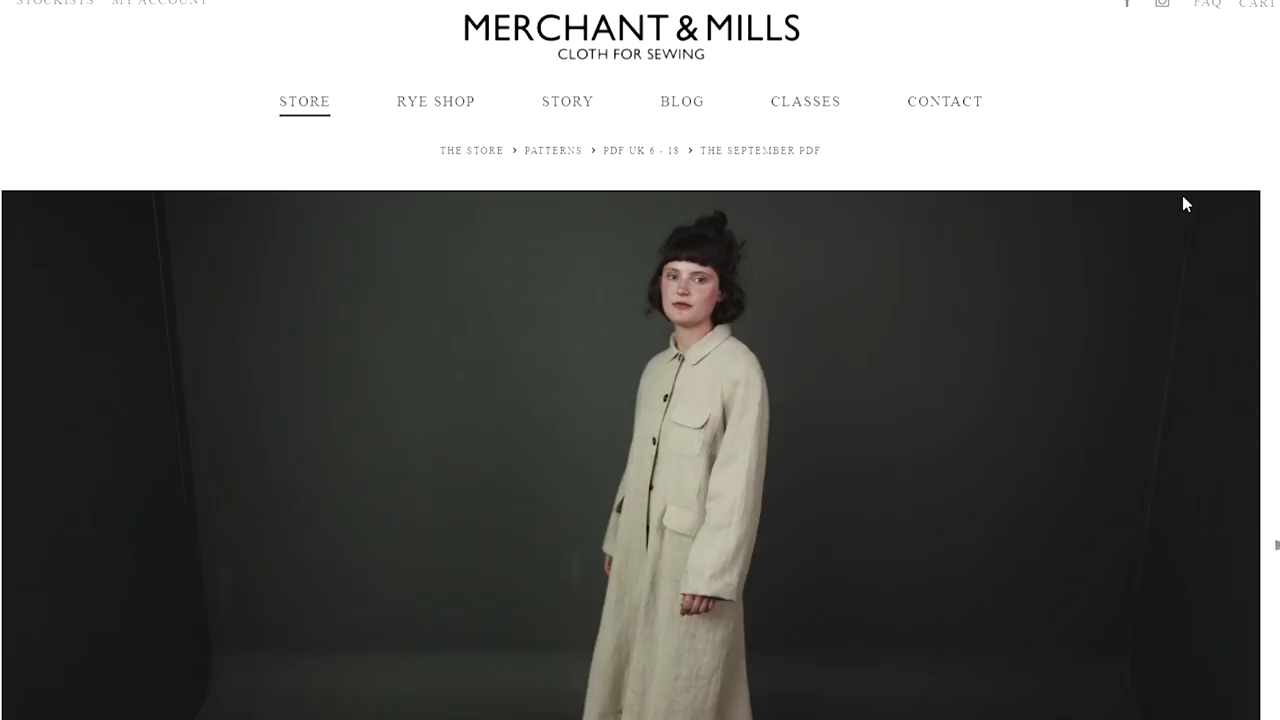 STOCKISTS MY ACCOUNT FAQ CART
MERCHANT & MILLS
CLOTH FOR SEWING
STORE RYE SHOP STORY BLOG CLASSES CONTACT
THE STORE > PATTERNS > PDF UK 6 - 18 > THE SEPTEMBER PDF